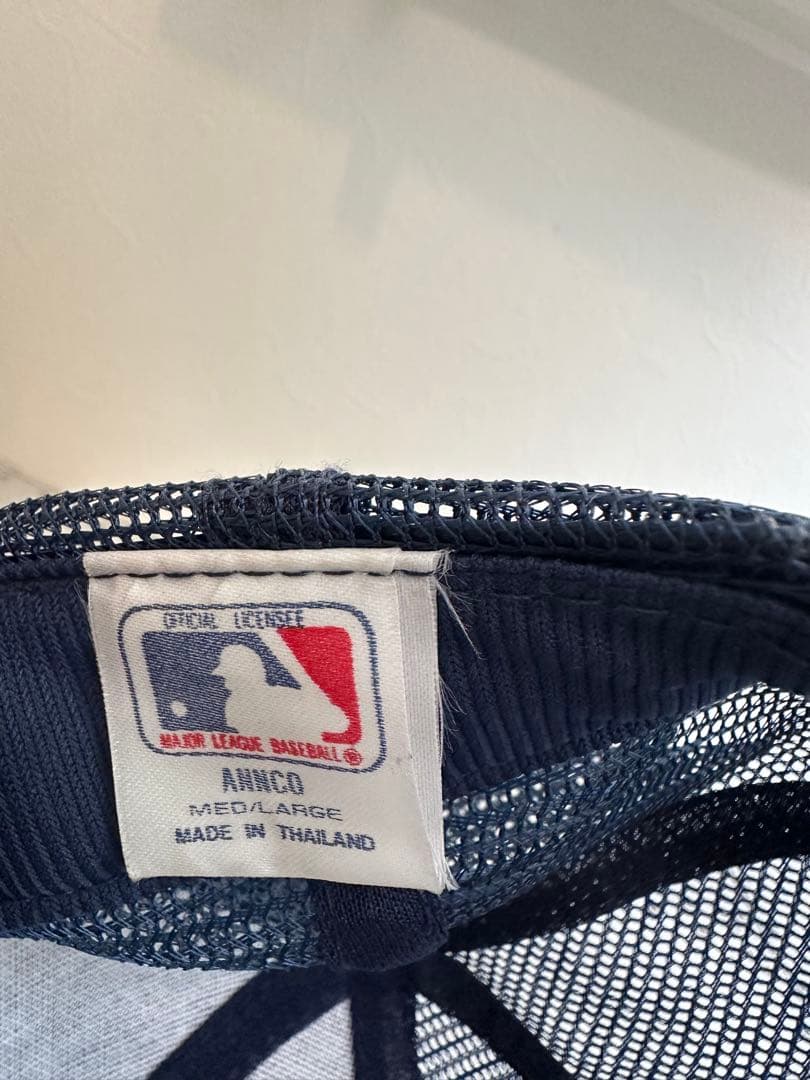 OFFICIAL LICENSEE
MAJOR LEAGUE BASEBALL ®
ANNCO
MED/LARGE
MADE IN THAILAND